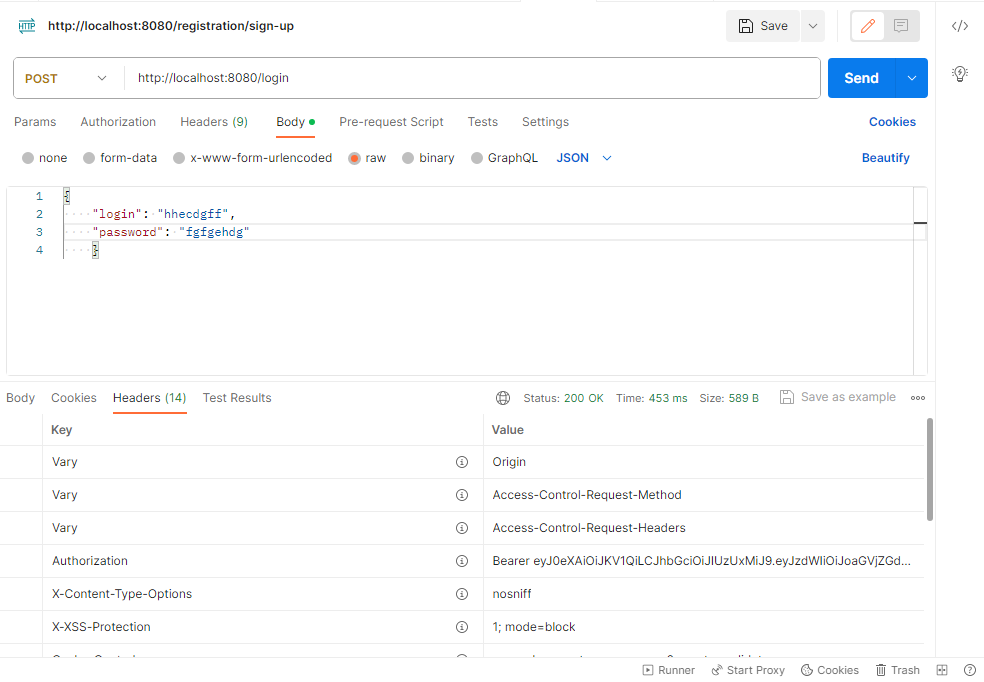 HTTP http://localhost:8080/registration/sign-up Save
POST http://localhost:8080/login Send
Params Authorization Headers (9) Body Pre-request Script Tests Settings Cookies
none form-data x-www-form-urlencoded raw binary GraphQL JSON Beautify
1 {
2 "login": "hhecdgff",
3 "password": "fgfgehdg"
4 }
Body Cookies Headers (14) Test Results Status: 200 OK Time: 453 ms Size: 589 B Save as example
Key Value
Vary Origin
Vary Access-Control-Request-Method
Vary Access-Control-Request-Headers
Authorization Bearer eyJ0eXAiOiJKV1QiLCJhbGciOiJIUzUxMiJ9.eyJzdWIiOiJoaGVjZGd...
X-Content-Type-Options nosniff
X-XSS-Protection 1; mode=block
Runner Start Proxy Cookies Trash